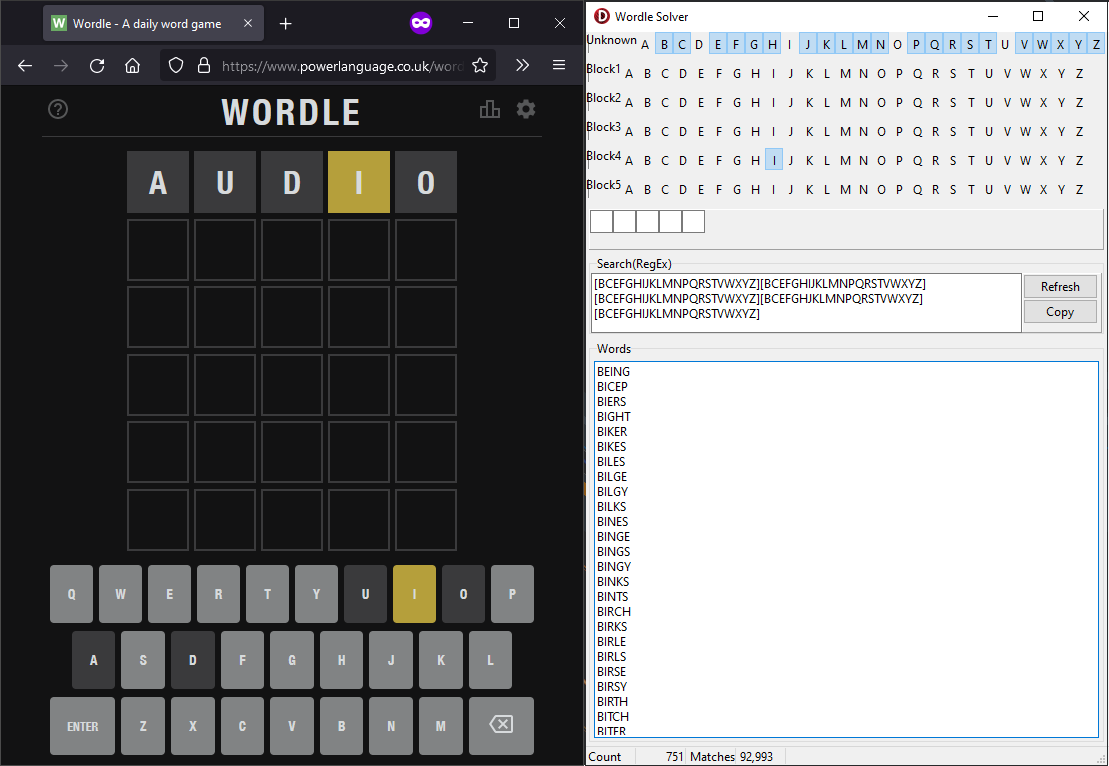 Wordle - A daily word game
https://www.powerlanguage.co.uk/word
WORDLE
A U D I O
Q W E R T Y U I O P
A S D F G H J K L
ENTER Z X C V B N M
Wordle Solver
Unknown A B C D E F G H I J K L M N O P Q R S T U V W X Y Z
Block1 A B C D E F G H I J K L M N O P Q R S T U V W X Y Z
Block2 A B C D E F G H I J K L M N O P Q R S T U V W X Y Z
Block3 A B C D E F G H I J K L M N O P Q R S T U V W X Y Z
Block4 A B C D E F G H I J K L M N O P Q R S T U V W X Y Z
Block5 A B C D E F G H I J K L M N O P Q R S T U V W X Y Z
Search(RegEx)
[BCEFGHIJKLMNPQRSTVWXYZ][BCEFGHIJKLMNPQRSTVWXYZ]
[BCEFGHIJKLMNPQRSTVWXYZ][BCEFGHJKLMNPQRSTVWXYZ]
[BCEFGHIJKLMNPQRSTVWXYZ]
Refresh
Copy
Words
BEING
BICEP
BIERS
BIGHT
BIKER
BIKES
BILES
BILGE
BILGY
BILKS
BINES
BINGE
BINGS
BINGY
BINKS
BINTS
BIRCH
BIRKS
BIRLE
BIRLS
BIRSE
BIRSY
BIRTH
BITCH
BITER
Count 751 Matches 92,993